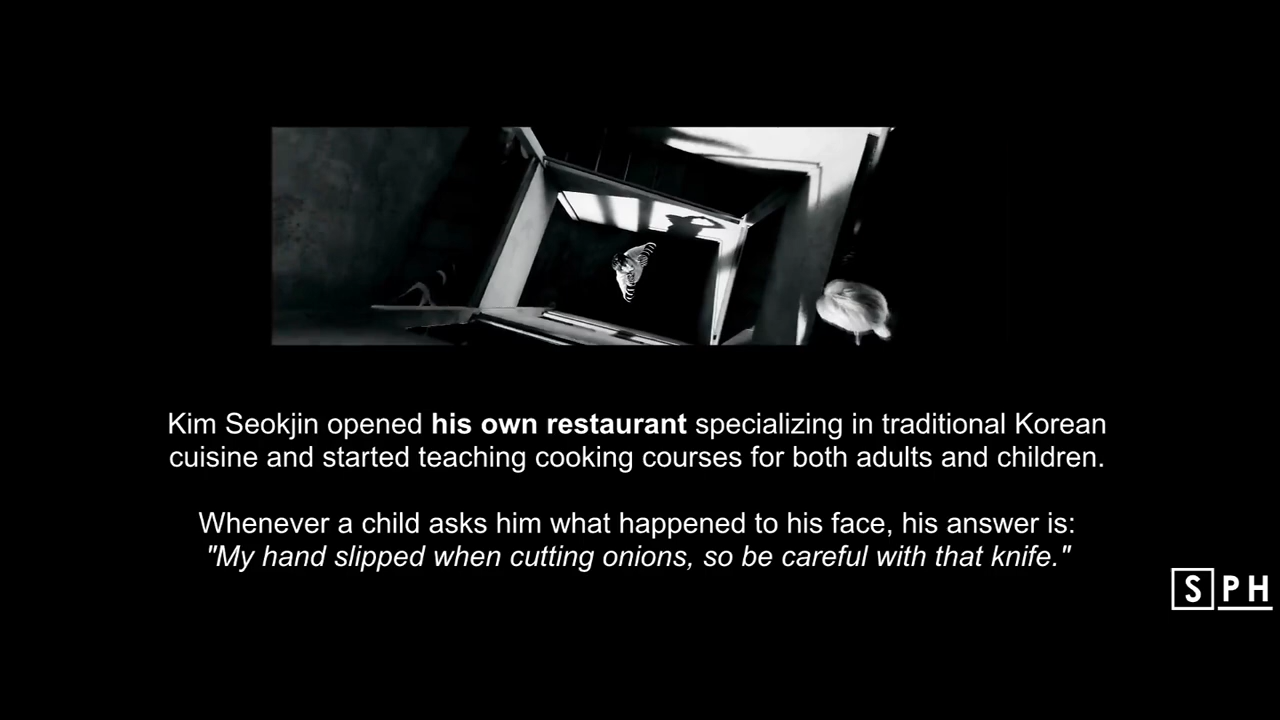 Kim Seokjin opened his own restaurant specializing in traditional Korean
cuisine and started teaching cooking courses for both adults and children.
Whenever a child asks him what happened to his face, his answer is:
"My hand slipped when cutting onions, so be careful with that knife."
SPH